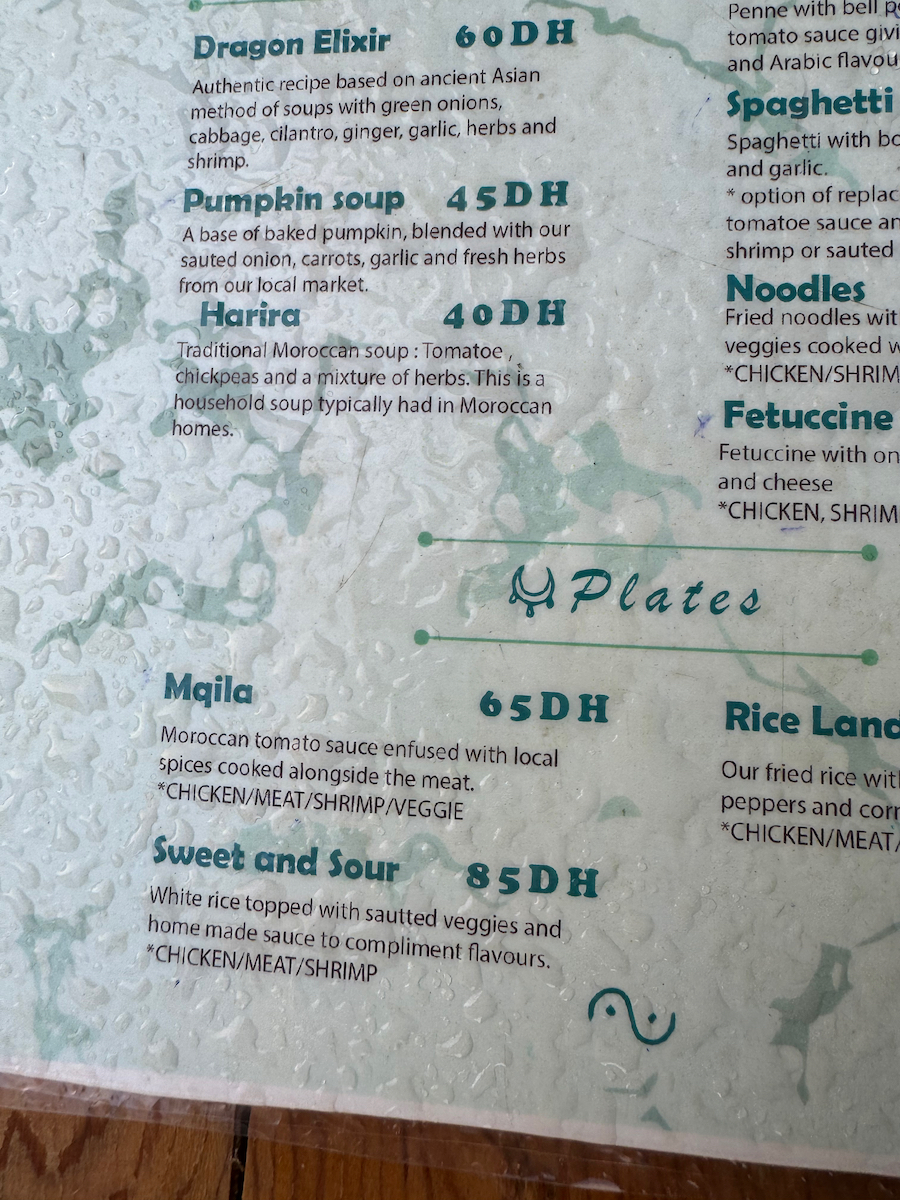 Dragon Elixir 60DH
Authentic recipe based on ancient Asian
method of soups with green onions,
cabbage, cilantro, ginger, garlic, herbs and
shrimp.
Pumpkin soup 45DH
A base of baked pumpkin, blended with our
sauted onion, carrots, garlic and fresh herbs
from our local market.
Harira 40DH
Traditional Moroccan soup : Tomatoe ,
chickpeas and a mixture of herbs. This is a
household soup typically had in Moroccan
homes.
Penne with bell
tomato sauce
and Arabic
Spaghetti
Spaghetti with
and garlic.
* option of
tomatoe sauce
shrimp or sauted
Noodles
Fried noodles
veggies cooked
*CHICKEN/
Fetuccine
Fetuccine with
and cheese
*CHICKEN,
Plates
Mqila 65DH
Moroccan tomato sauce enfused with local
spices cooked alongside the meat.
*CHICKEN/MEAT/SHRIMP/VEGGIE
Sweet and Sour 85DH
White rice topped with sautted veggies and
home made sauce to compliment flavours.
*CHICKEN/MEAT/SHRIMP
Rice Land
Our fried rice
peppers and
*CHICKEN/MEAT/